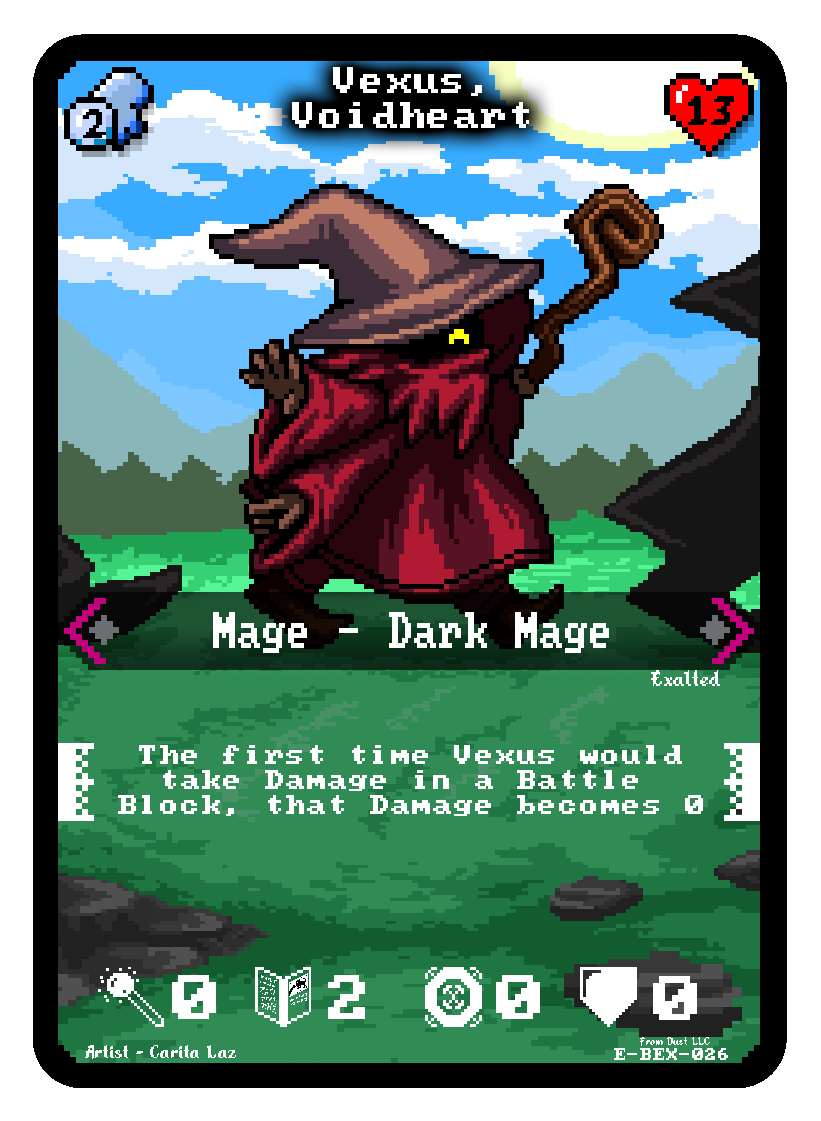 Vexus,
2
Voidheart
13
Mage - Dark Mage
Exalted
The first time Vexus would
take Damage in a Battle
Block, that Damage becomes 0
0
2
0
0
Artist - Carita Laz
From Dust LLC
E-BEX-026